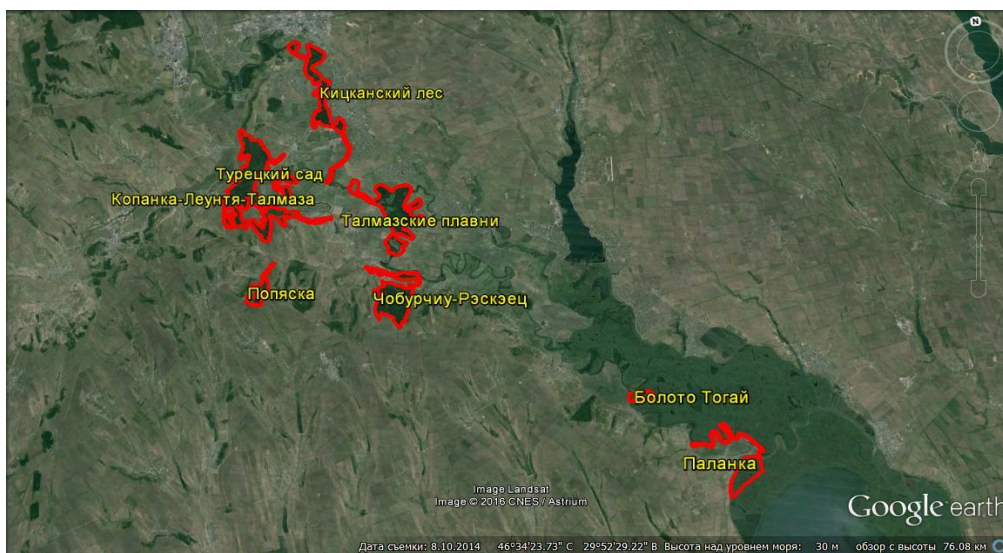 N
Кицканский лес
Турецкий сад
Копанка-Леунтя-Талмаза
Талмазские плавни
Попяска
Чобурчиу-Рэскэец
Болото Тогай
Паланка
Image Landsat
Image © 2016 CNES / Astrium
Google earth
Дата съемки: 8.10.2014 46°34'23.73" С 29°52'29.22" В Высота над уровнем моря: 30 м обзор с высоты 76.08 км